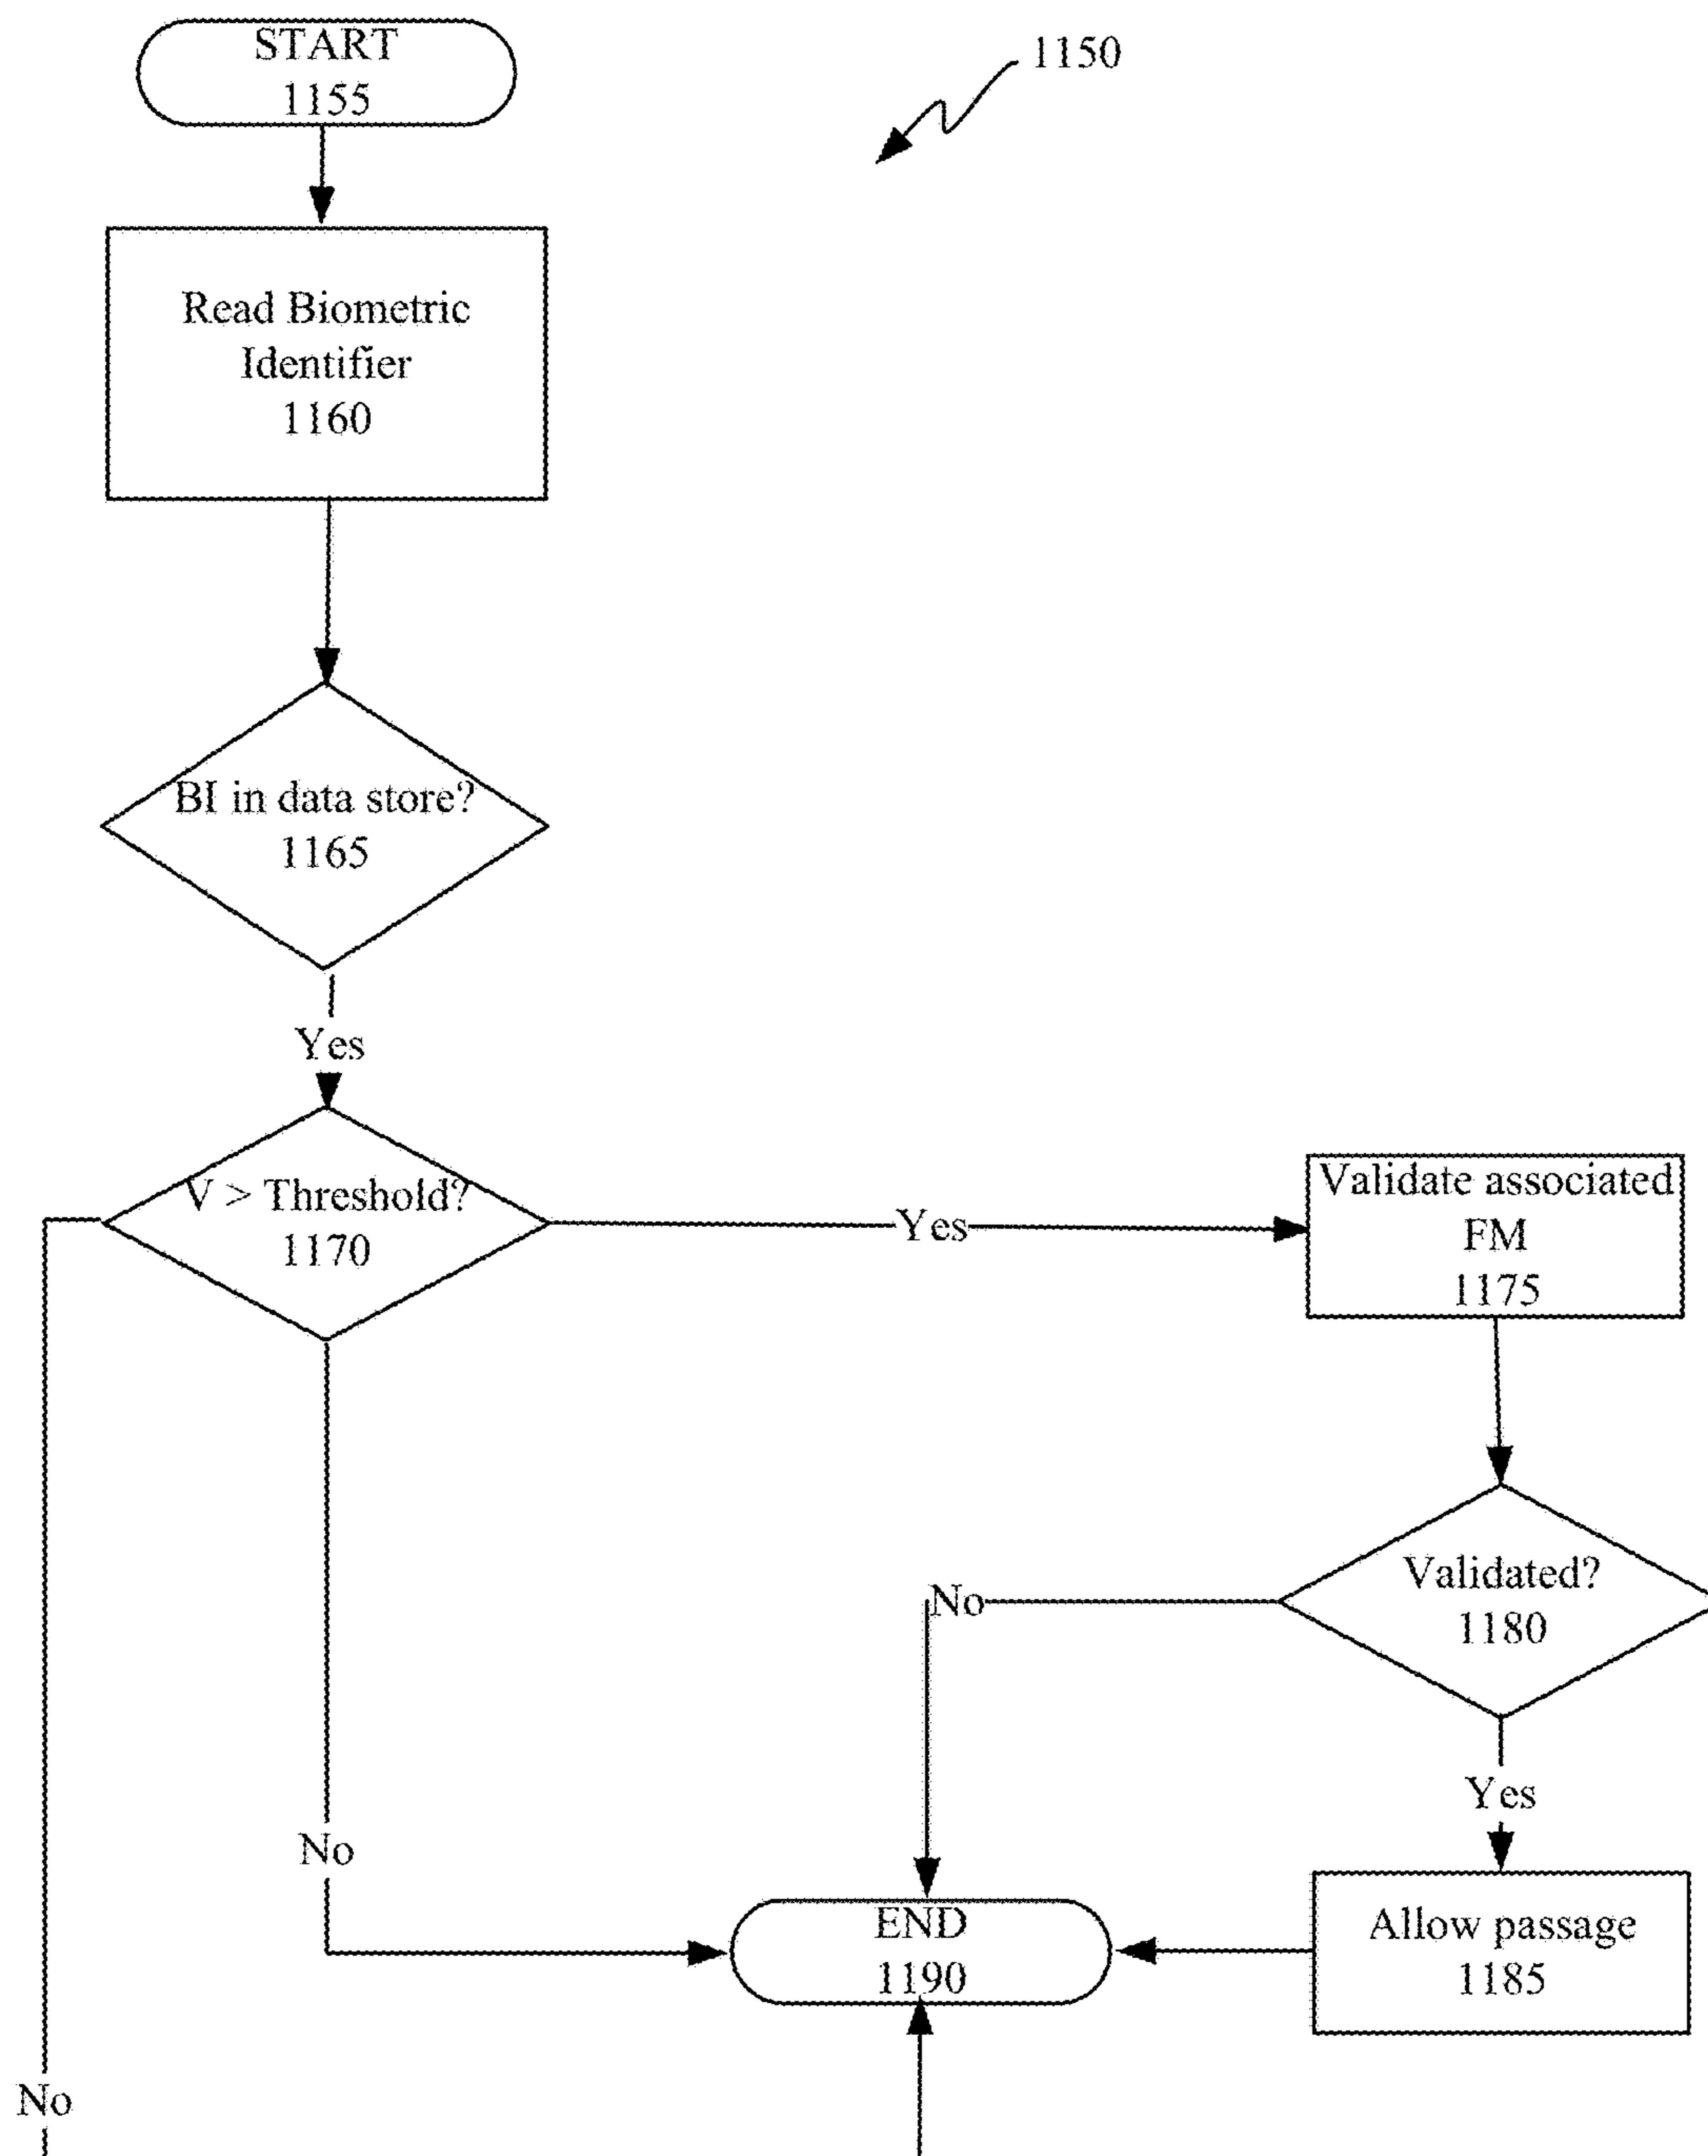 START
1155
1150
Read Biometric
Identifier
1160
BI in data store?
1165
Yes
V > Threshold?
1170
Yes
Validate associated
FM
1175
No
Validated?
1180
Yes
No
END
1190
Allow passage
1185
No